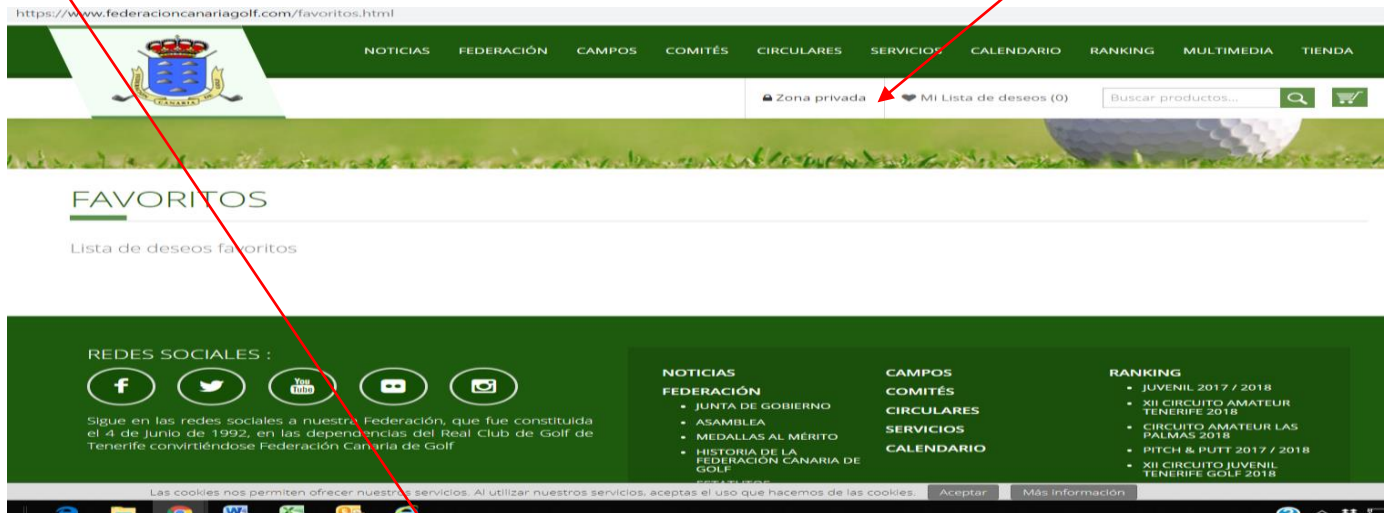 https://www.federacioncanariagolf.com/favoritos.html
NOTICIAS FEDERACIÓN CAMPOS COMITÉS CIRCULARES SERVICIOS CALENDARIO RANKING MULTIMEDIA TIENDA
CANARIA
Zona privada Mi Lista de deseos (0) Buscar productos...
FAVORITOS
Lista de deseos favoritos
REDES SOCIALES :
You
Tube
Sigue en las redes sociales a nuestra Federación, que fue constituida
el 4 de Junio de 1992, en las dependencias del Real Club de Golf de
Tenerife convirtiéndose Federación Canaria de Golf
NOTICIAS
FEDERACIÓN
• JUNTA DE GOBIERNO
• ASAMBLEA
• MEDALLAS AL MÉRITO
• HISTORIA DE LA
FEDERACIÓN CANARIA DE
GOLF
• ESTATUTOS
CAMPOS
COMITÉS
CIRCULARES
SERVICIOS
CALENDARIO
RANKING
• JUVENIL 2017 / 2018
• XII CIRCUITO AMATEUR
TENERIFE 2018
• CIRCUITO AMATEUR LAS
PALMAS 2018
• PITCH & PUTT 2017 / 2018
• XII CIRCUITO JUVENIL
TENERIFE GOLF 2018
Las cookies nos permiten ofrecer nuestros servicios. Al utilizar nuestros servicios, aceptas el uso que hacemos de las cookies. Aceptar Más información